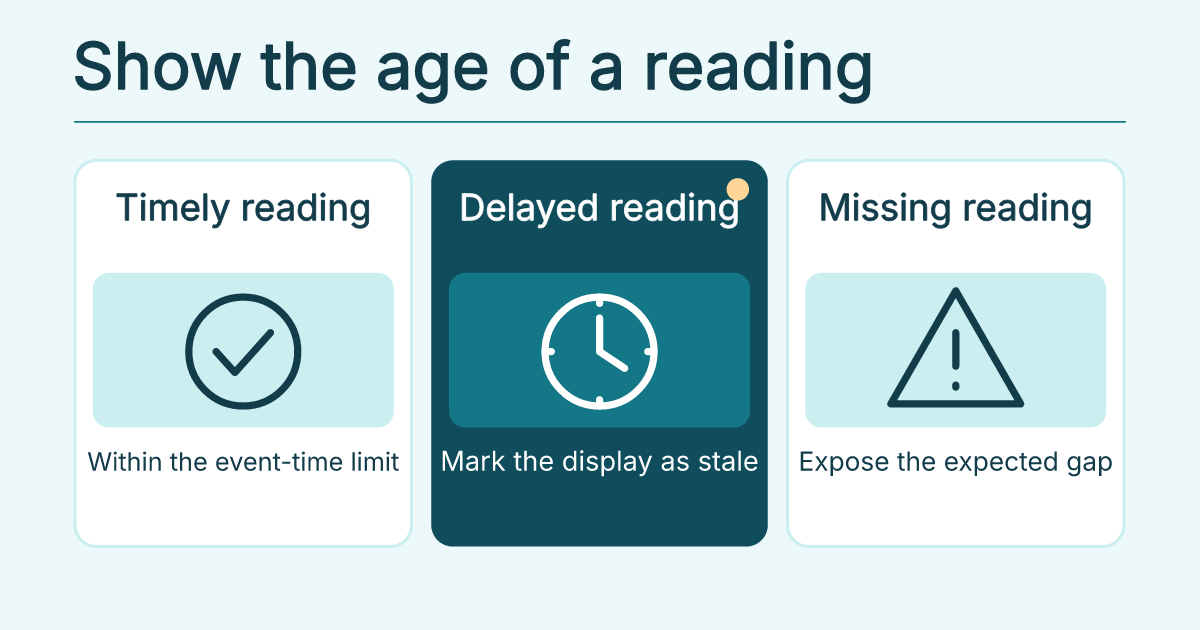 Show the age of a reading
Timely reading
Within the event-time limit
Delayed reading
Mark the display as stale
Missing reading
Expose the expected gap